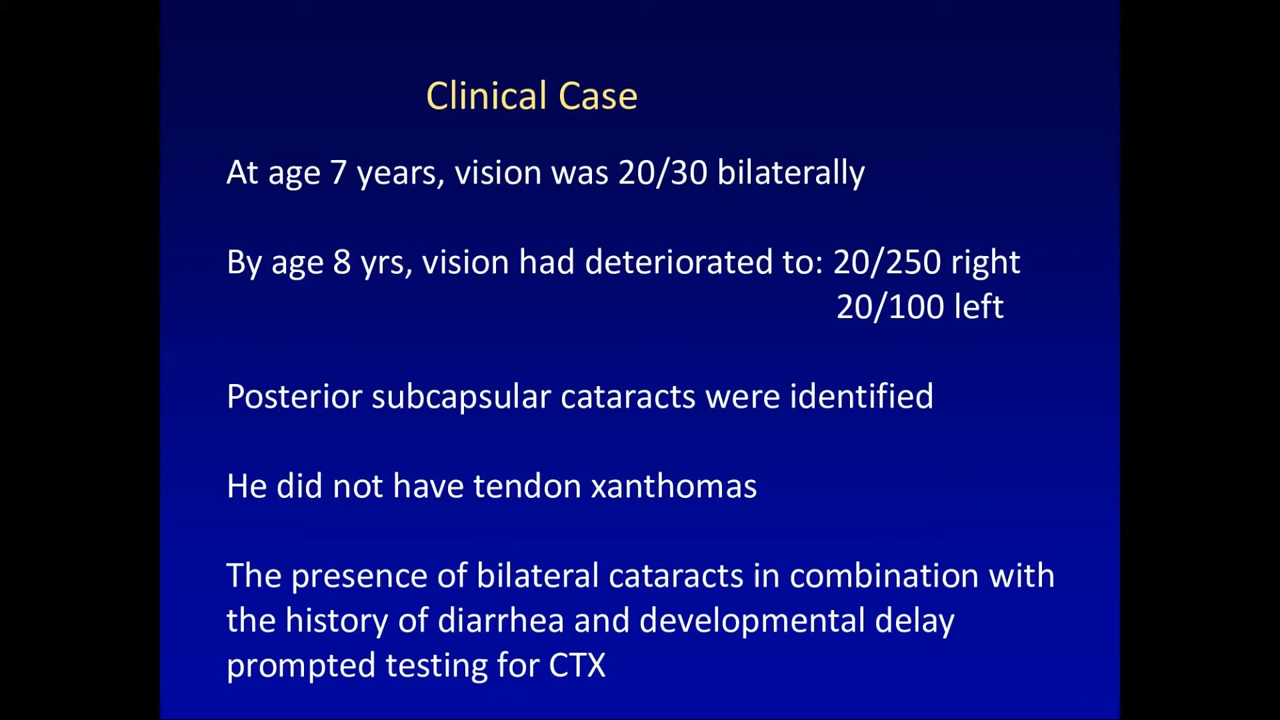 Clinical Case
At age 7 years, vision was 20/30 bilaterally
By age 8 yrs, vision had deteriorated to: 20/250 right
20/100 left
Posterior subcapsular cataracts were identified
He did not have tendon xanthomas
The presence of bilateral cataracts in combination with
the history of diarrhea and developmental delay
prompted testing for CTX